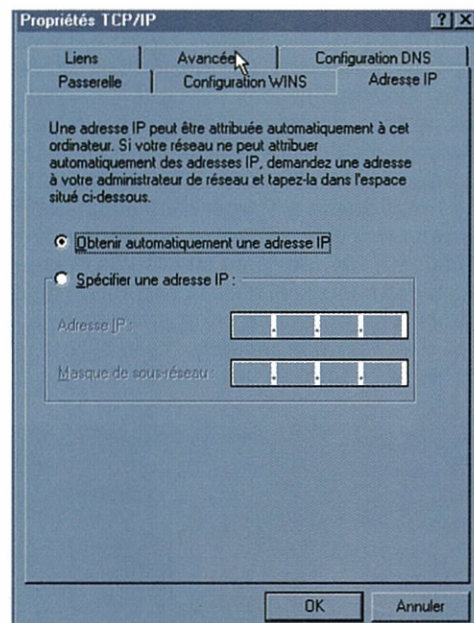 Propriétés TCP/IP
Liens Avancée Configuration DNS
Passerelle Configuration WINS Adresse IP
Une adresse IP peut être attribuée automatiquement à cet
ordinateur. Si votre réseau ne peut attribuer
automatiquement des adresses IP, demandez une adresse
à votre administrateur de réseau et tapez-la dans l'espace
situé ci-dessous.
Obtenir automatiquement une adresse IP
Spécifier une adresse IP :
Adresse IP :
Masque de sous-réseau :
OK Annuler